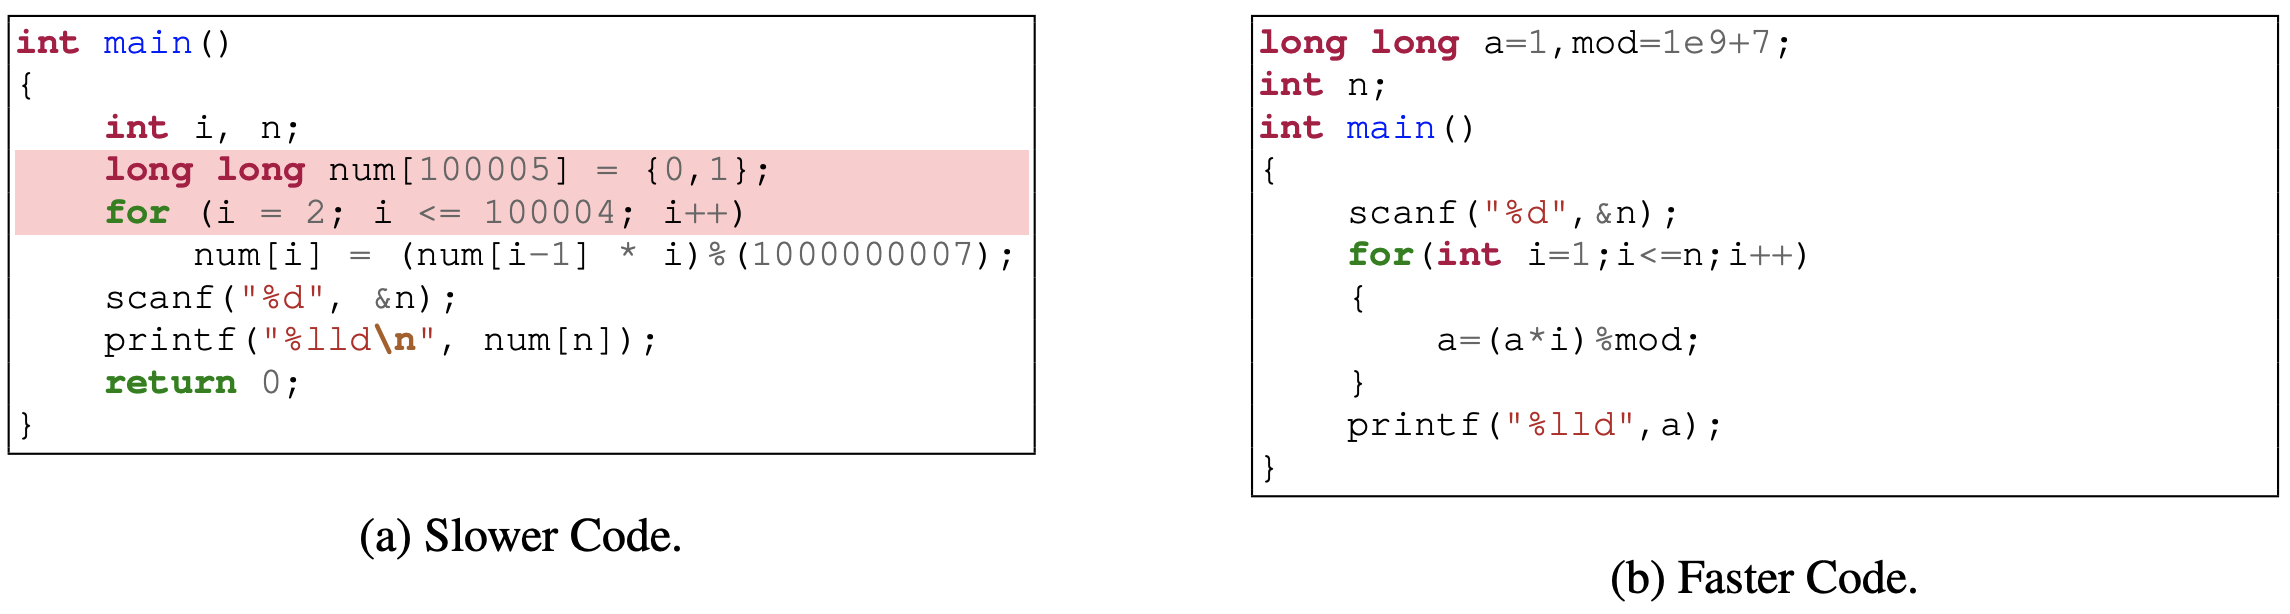 int main()
{
    int i, n;
    long long num[100005] = {0,1};
    for (i = 2; i <= 100004; i++)
        num[i] = (num[i-1] * i)%(1000000007);
    scanf("%d", &n);
    printf("%lld\n", num[n]);
    return 0;
}
(a) Slower Code.
long long a=1,mod=1e9+7;
int n;
int main()
{
    scanf("%d",&n);
    for(int i=1;i<=n;i++)
    {
        a=(a*i)%mod;
    }
    printf("%lld",a);
}
(b) Faster Code.